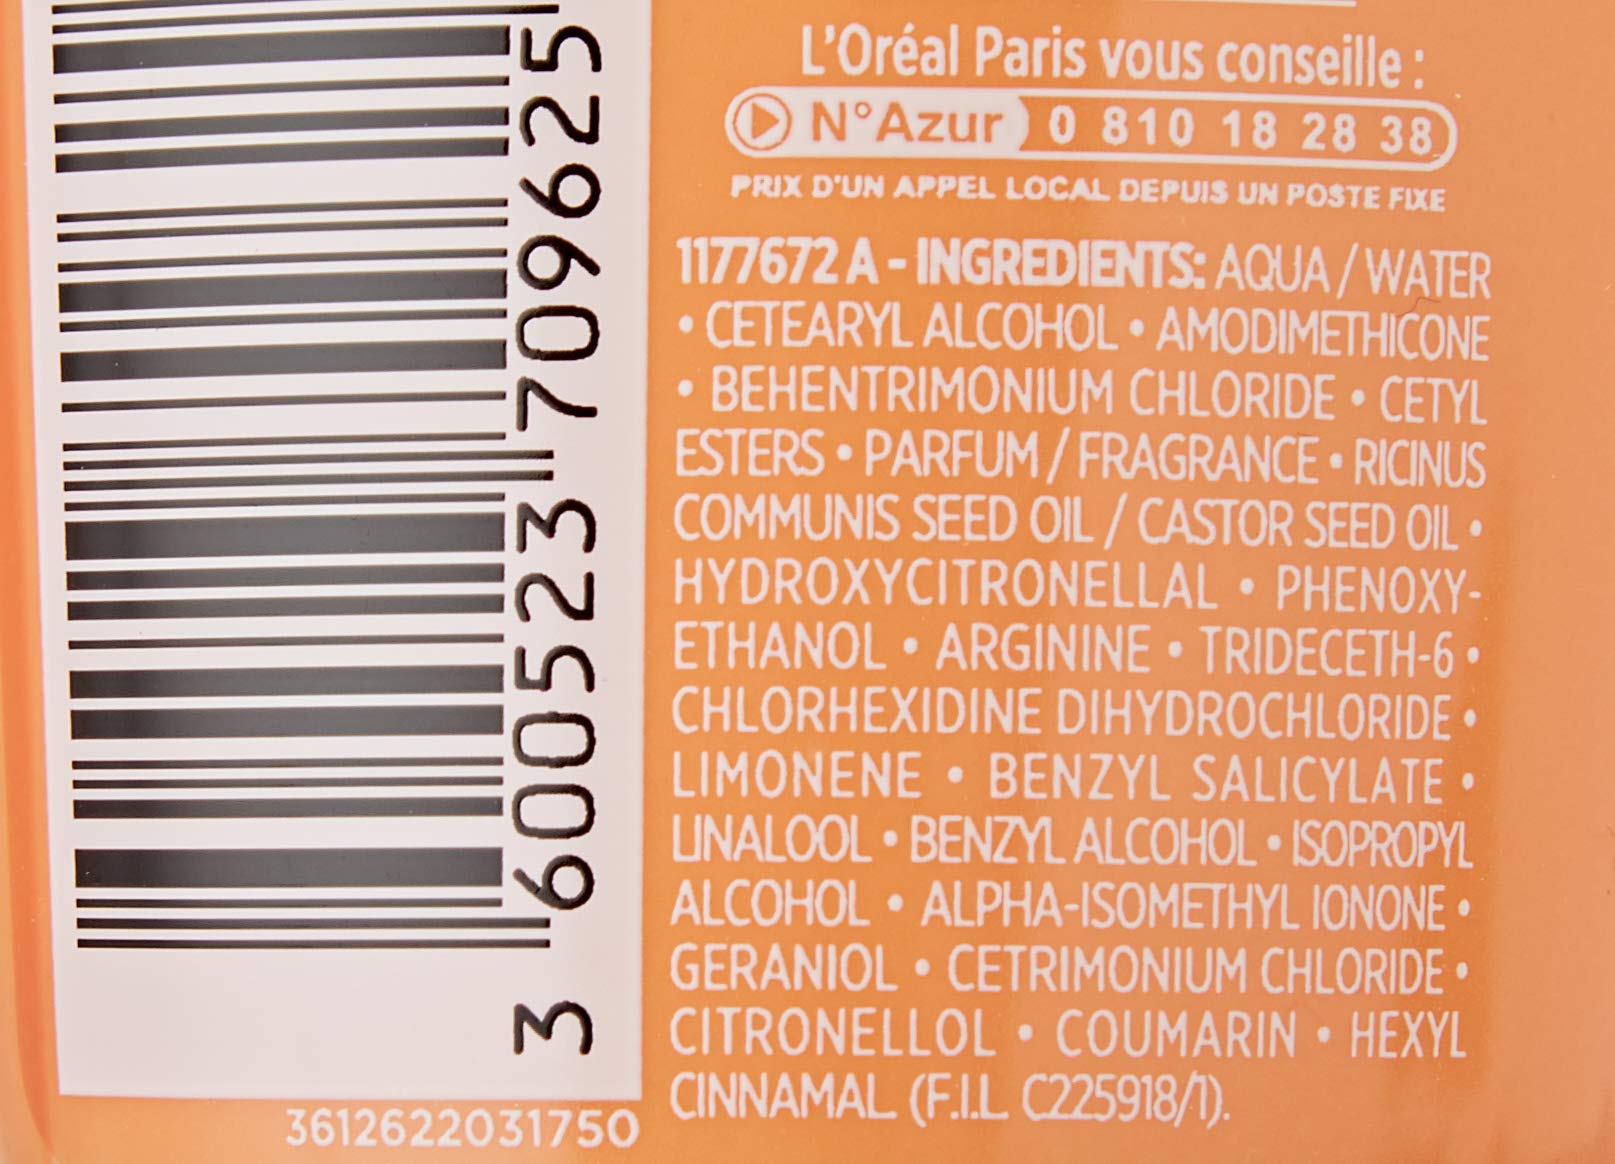 3 600523 709625
3612622031750
L'Oréal Paris vous conseille :
N°Azur 0 810 18 28 38
PRIX D'UN APPEL LOCAL DEPUIS UN POSTE FIXE
1177672 A - INGREDIENTS: AQUA / WATER
• CETEARYL ALCOHOL • AMODIMETHICONE
• BEHENTRIMONIUM CHLORIDE • CETYL
ESTERS • PARFUM / FRAGRANCE • RICINUS
COMMUNIS SEED OIL / CASTOR SEED OIL •
HYDROXYCITRONELLAL • PHENOXY-
ETHANOL • ARGININE • TRIDECETH-6 •
CHLORHEXIDINE DIHYDROCHLORIDE •
LIMONENE • BENZYL SALICYLATE •
LINALOOL • BENZYL ALCOHOL • ISOPROPYL
ALCOHOL • ALPHA-ISOMETHYL IONONE •
GERANIOL • CETRIMONIUM CHLORIDE •
CITRONELLOL • COUMARIN • HEXYL
CINNAMAL (F.I.L C225918/1).